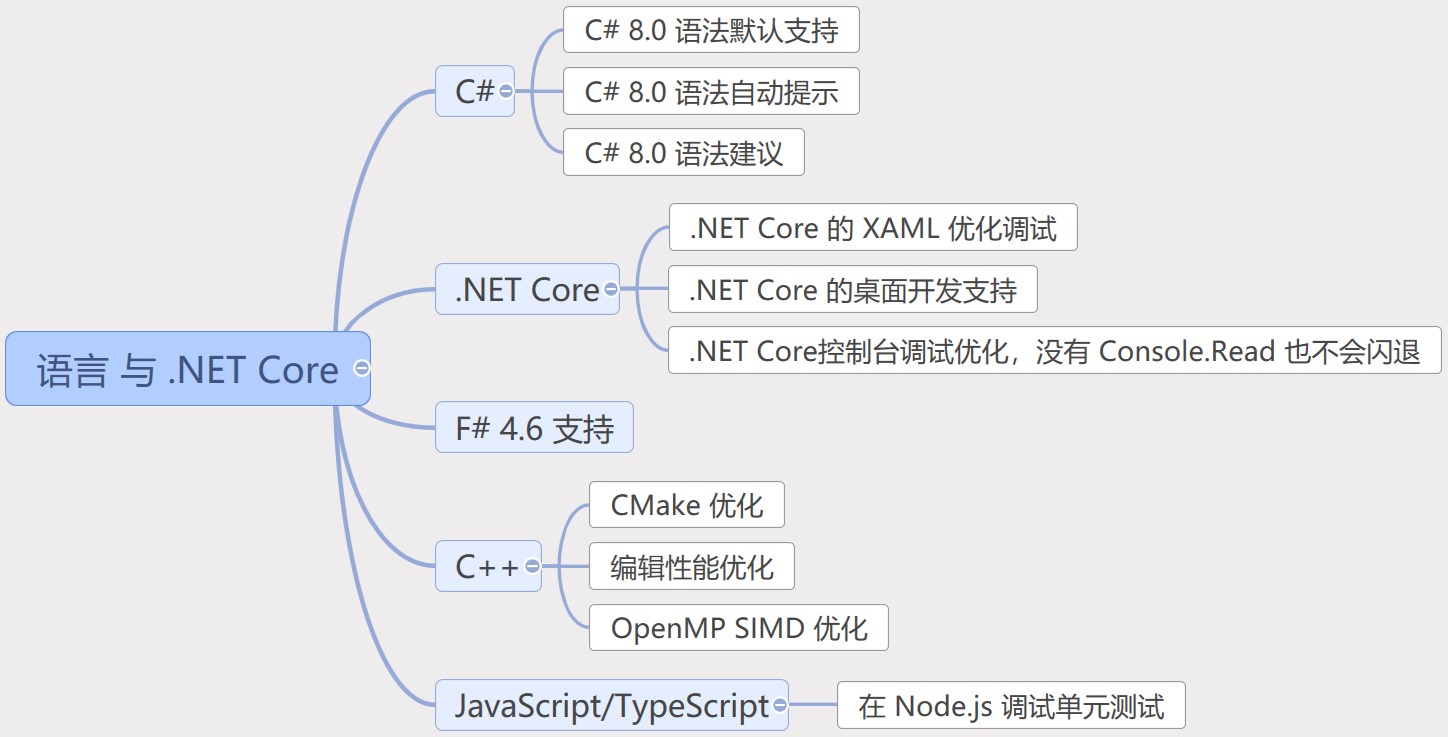 C# 8.0 语法默认支持
C#
C# 8.0 语法自动提示
C# 8.0 语法建议
.NET Core 的 XAML 优化调试
.NET Core
.NET Core 的桌面开发支持
.NET Core控制台调试优化，没有 Console.Read 也不会闪退
语言 与 .NET Core
F# 4.6 支持
CMake 优化
C++
编辑性能优化
OpenMP SIMD 优化
JavaScript/TypeScript
在 Node.js 调试单元测试